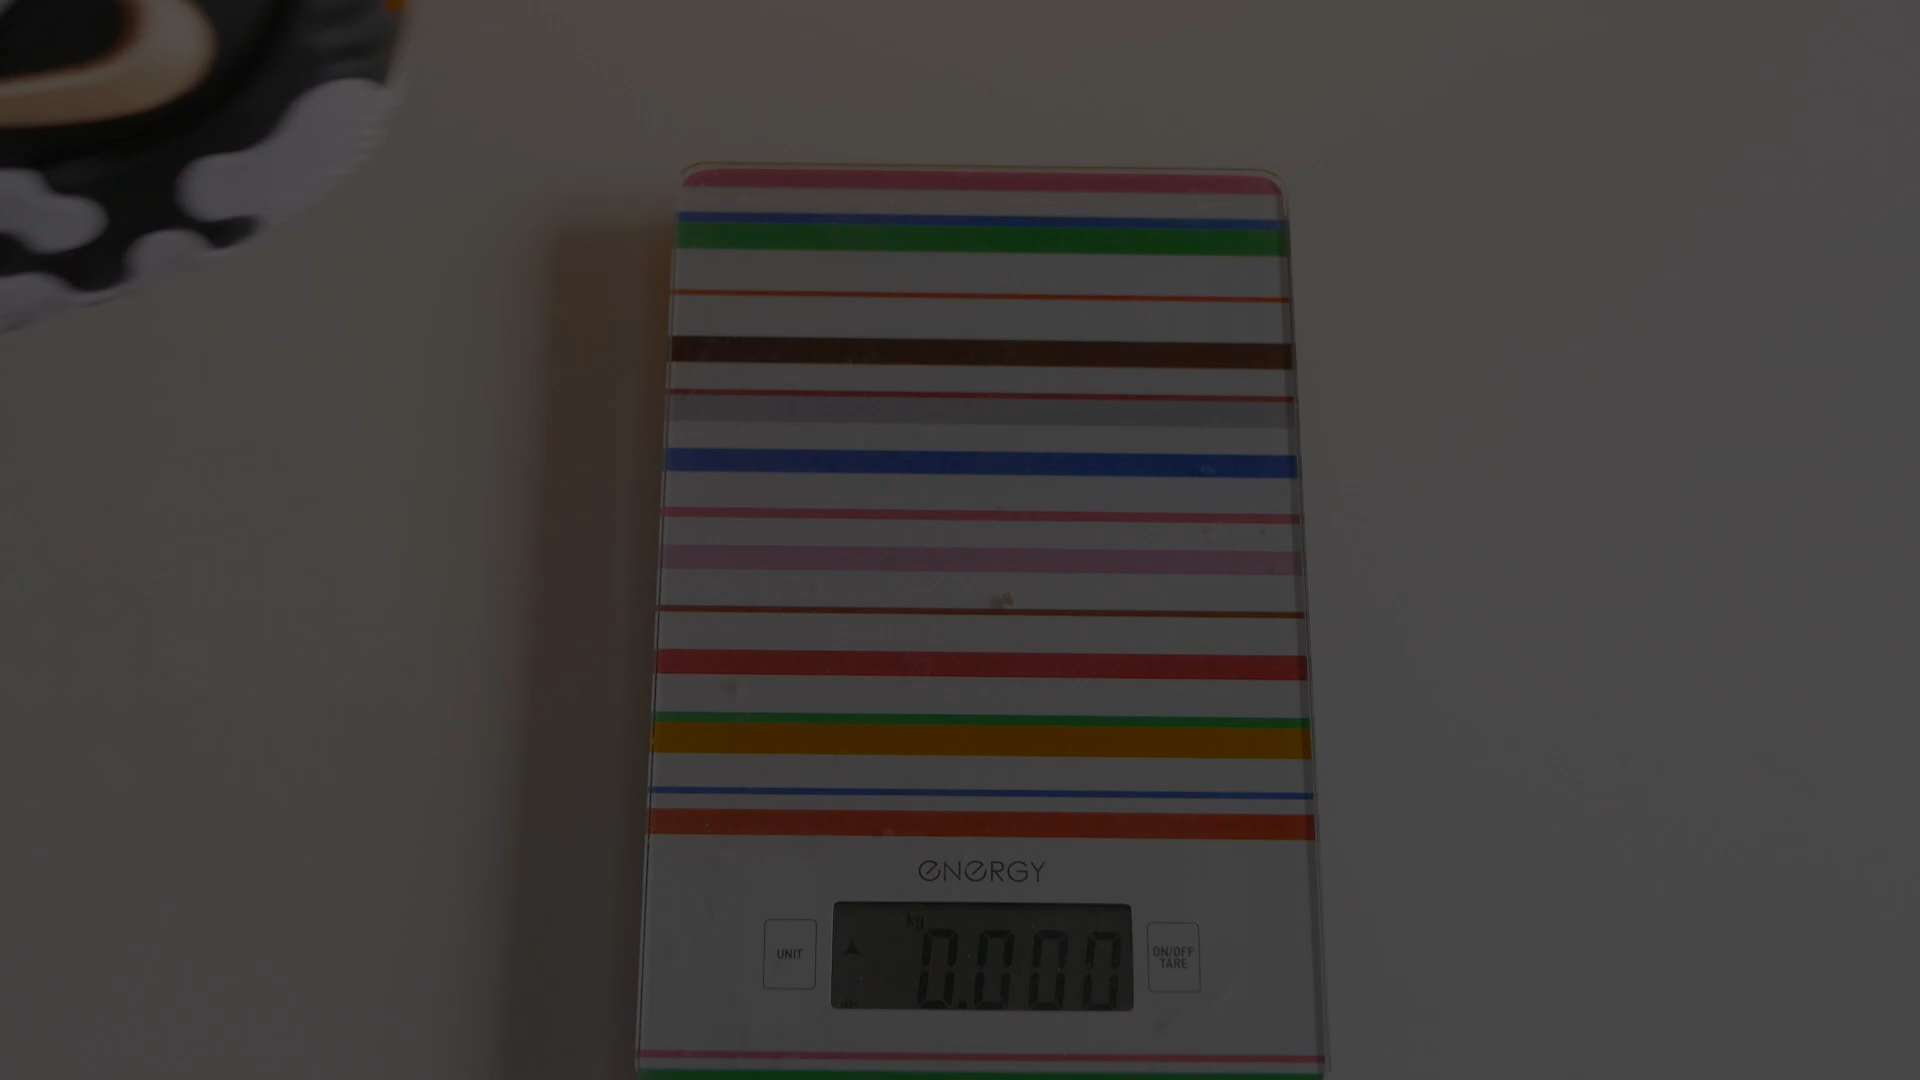 ENERGY
UNIT
kg
0.000
ON/OFF
TARE